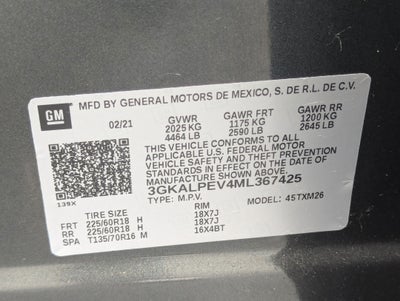 GM
MFD BY GENERAL MOTORS DE MEXICO, S. DE R.L. DE C.V.
02/21 GVWR GAWR FRT GAWR RR
2025 KG 1175 KG 1200 KG
4464 LB 2590 LB 2645 LB
THIS VEHICLE CONFORMS TO ALL
APPLICABLE U.S. FEDERAL MOTOR
VEHICLE SAFETY AND THEFT PREVENTION
STANDARDS IN EFFECT ON THE DATE OF
MANUFACTURE SHOWN ABOVE.
139X
3GKALPEV4ML367425
TYPE: M.P.V. MODEL: 45TXM26
TIRE SIZE RIM
FRT 225/60R18 H 18X7J
RR 225/60R18 H 18X7J
SPA T135/70R16 M 16X4BT